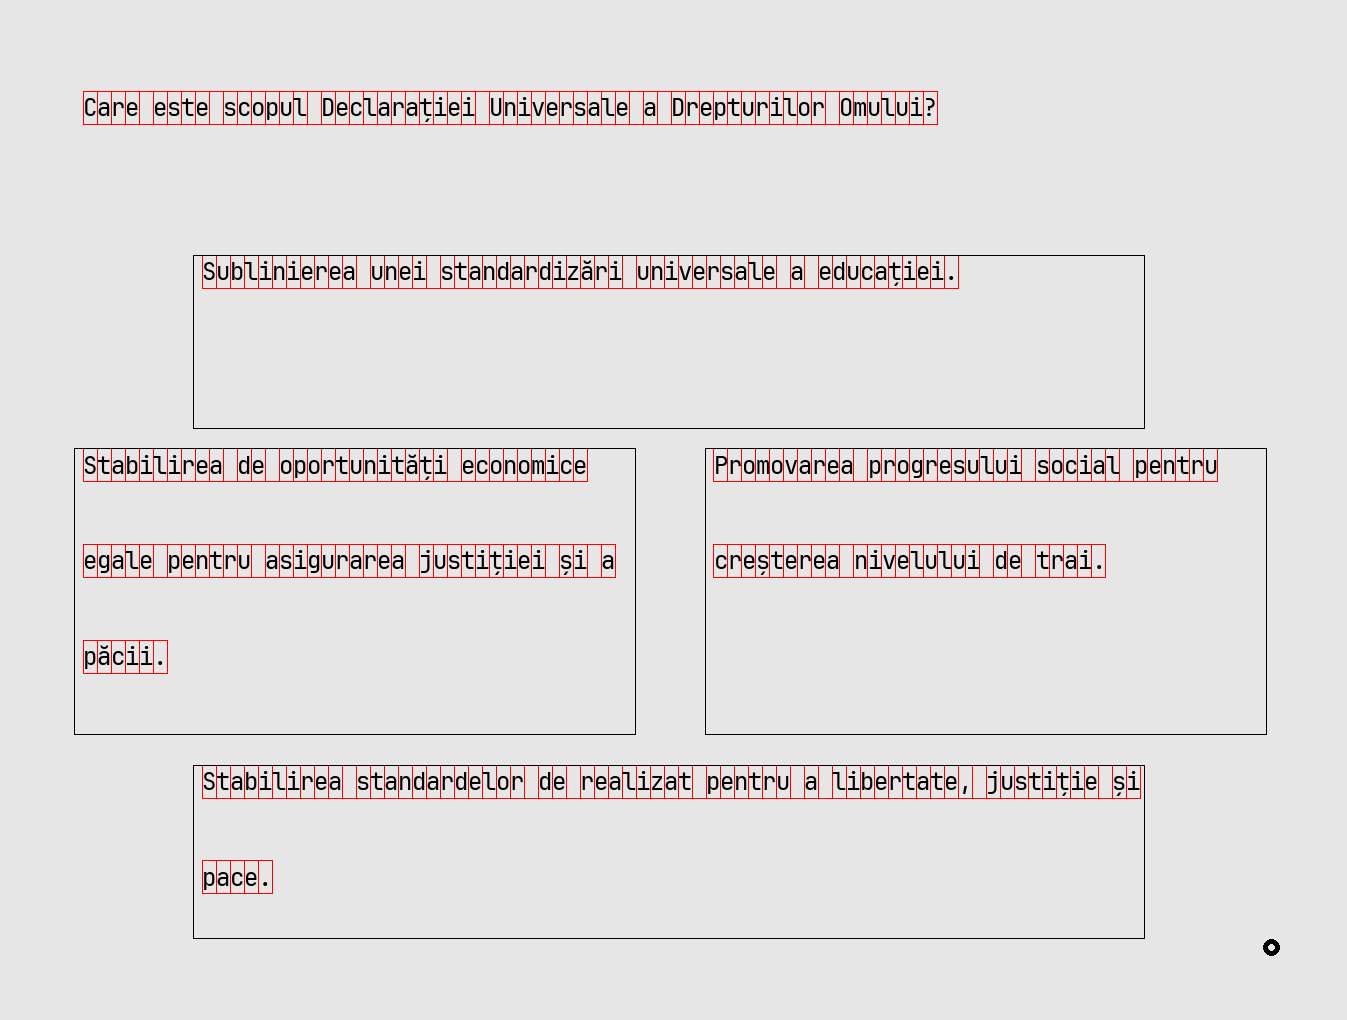 Care este scopul Declarației Universale a Drepturilor Omului?
Sublinierea unei standardizări universale a educației.
Stabilirea de oportunități economice
egale pentru asigurarea justiției și a
păcii.
Promovarea progresului social pentru
creșterea nivelului de trai.
Stabilirea standardelor de realizat pentru a libertate, justiție și
pace.